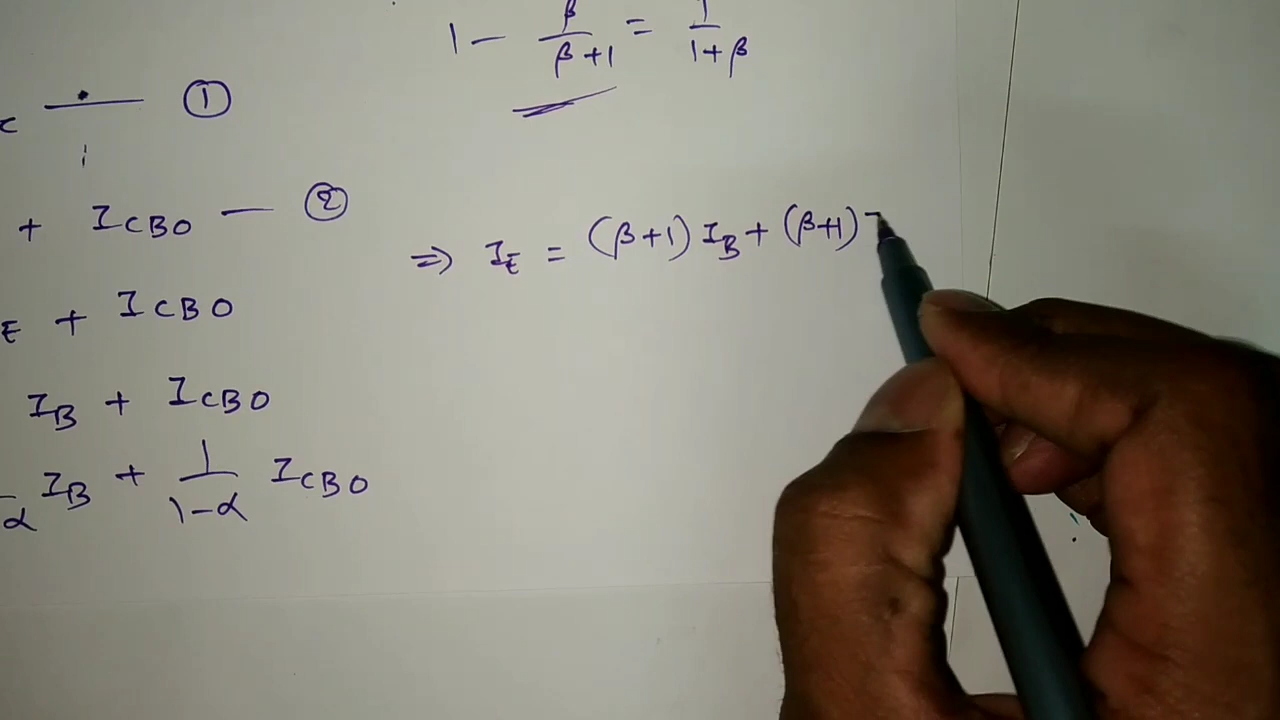 1 - β/(β+1) = 1/(1+β)
c — ①
+ ICBO — ②
E + ICBO
IB + ICBO
α IB + 1/(1-α) ICBO
⇒ IE = (β+1) IB + (β+1)